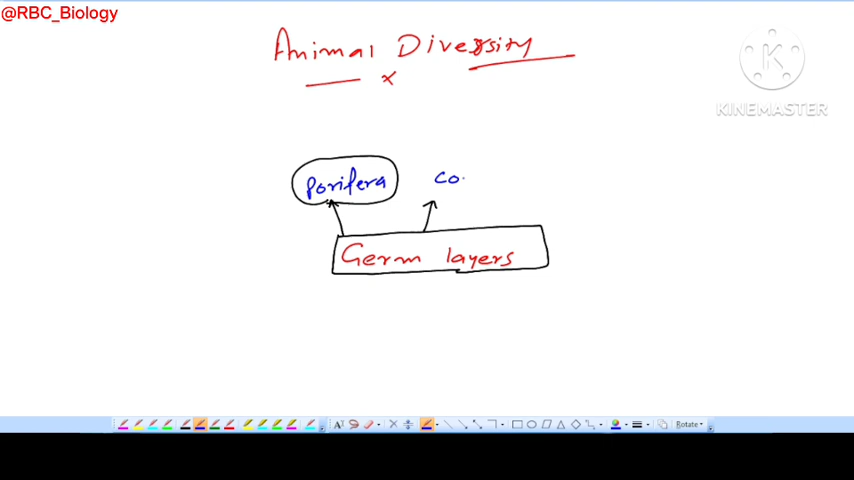 @RBC_Biology
Animal Diversity
x
KINEMASTER
Porifera co
Germ layers
Rotate